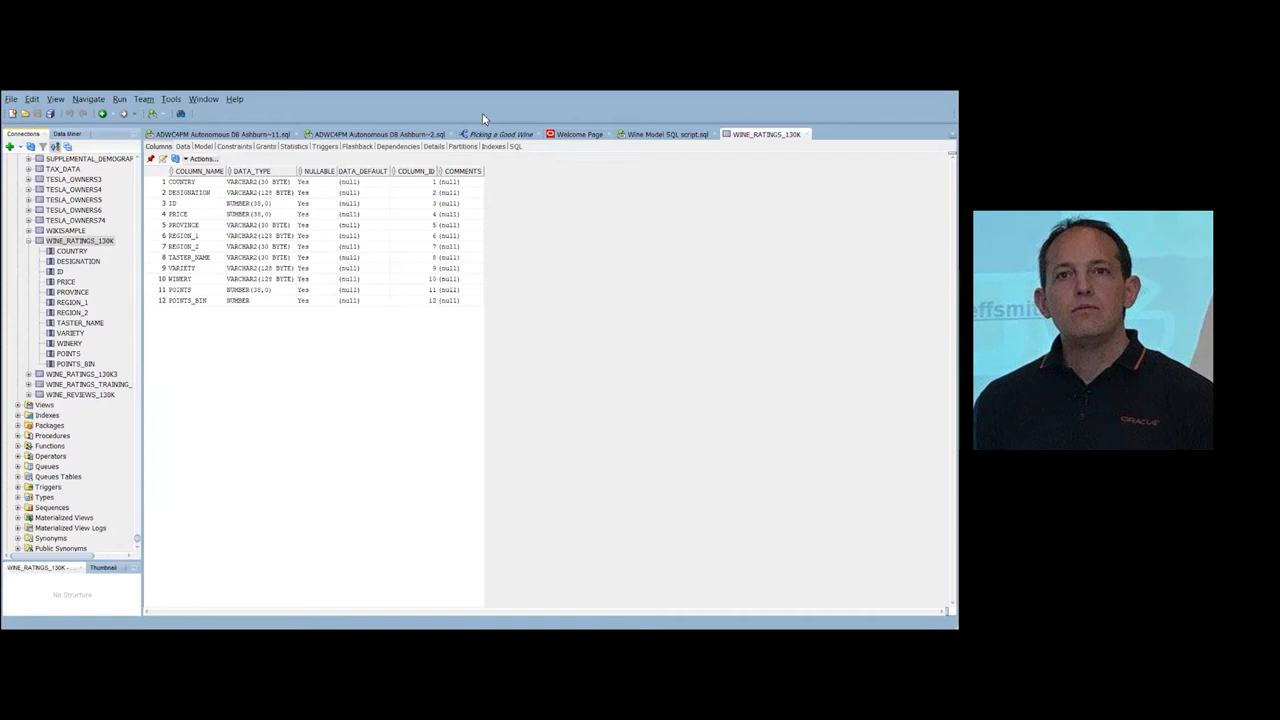 File Edit View Navigate Run Team Tools Window Help
Connections Data Miner
ADWC4PM Autonomous DB Ashburn~11.sql ADWC4PM Autonomous DB Ashburn~2.sql Picking a Good Wine Welcome Page Wine Model SQL script.sql WINE_RATINGS_130K
Columns Data Model Constraints Grants Statistics Triggers Flashback Dependencies Details Partitions Indexes SQL
Actions...
SUPPLEMENTAL_DEMOGRAP
TAX_DATA
TESLA_OWNERS3
TESLA_OWNERS4
TESLA_OWNERS5
TESLA_OWNERS6
TESLA_OWNERS74
WIKISAMPLE
WINE_RATINGS_130K
COUNTRY
DESIGNATION
ID
PRICE
PROVINCE
REGION_1
REGION_2
TASTER_NAME
VARIETY
WINERY
POINTS
POINTS_BIN
WINE_RATINGS_130K3
WINE_RATINGS_TRAINING_
WINE_REVIEWS_130K
Views
Indexes
Packages
Procedures
Functions
Operators
Queues
Queues Tables
Triggers
Types
Sequences
Materialized Views
Materialized View Logs
Synonyms
Public Synonyms
WINE_RATINGS_130K - ... Thumbnail
No Structure
COLUMN_NAME DATA_TYPE NULLABLE DATA_DEFAULT COLUMN_ID COMMENTS
1 COUNTRY VARCHAR2(30 BYTE) Yes (null) 1 (null)
2 DESIGNATION VARCHAR2(128 BYTE) Yes (null) 2 (null)
3 ID NUMBER(38,0) Yes (null) 3 (null)
4 PRICE NUMBER(38,0) Yes (null) 4 (null)
5 PROVINCE VARCHAR2(30 BYTE) Yes (null) 5 (null)
6 REGION_1 VARCHAR2(128 BYTE) Yes (null) 6 (null)
7 REGION_2 VARCHAR2(30 BYTE) Yes (null) 7 (null)
8 TASTER_NAME VARCHAR2(30 BYTE) Yes (null) 8 (null)
9 VARIETY VARCHAR2(128 BYTE) Yes (null) 9 (null)
10 WINERY VARCHAR2(128 BYTE) Yes (null) 10 (null)
11 POINTS NUMBER(38,0) Yes (null) 11 (null)
12 POINTS_BIN NUMBER Yes (null) 12 (null)
effsmit
ORACLE